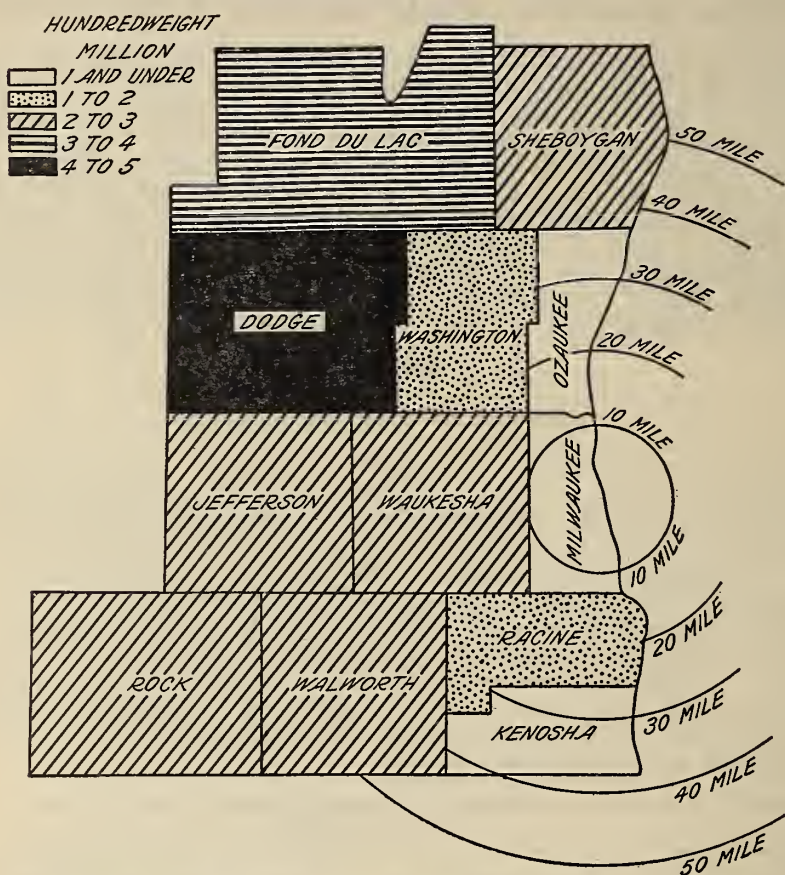 HUNDREDWEIGHT
MILLION
1 AND UNDER
1 TO 2
2 TO 3
3 TO 4
4 TO 5
FOND DU LAC
SHEBOYGAN
50 MILE
40 MILE
30 MILE
DODGE
WASHINGTON
OZAUKEE
20 MILE
10 MILE
JEFFERSON
WAUKESHA
MILWAUKEE
10 MILE
RACINE
20 MILE
ROCK
WALWORTH
KENOSHA
30 MILE
40 MILE
50 MILE